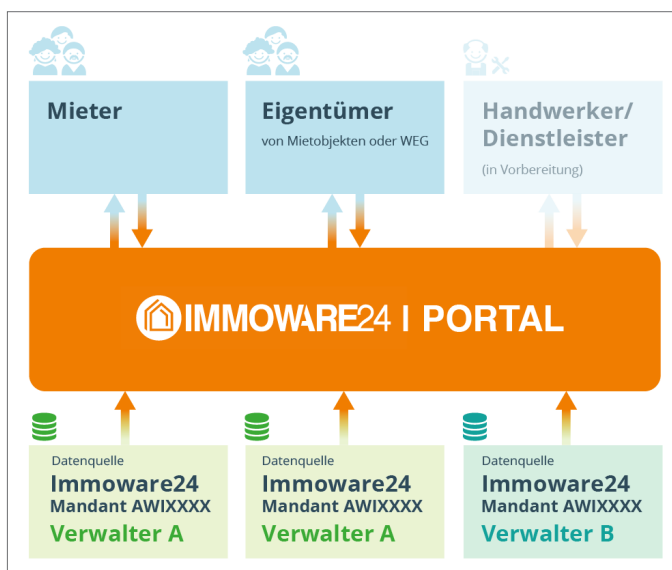 Mieter
Eigentümer
von Mietobjekten oder WEG
Handwerker/
Dienstleister
(in Vorbereitung)
IMMOWARE24 | PORTAL
Datenquelle
Immoware24
Mandant AWIXXXX
Verwalter A
Datenquelle
Immoware24
Mandant AWIXXXX
Verwalter A
Datenquelle
Immoware24
Mandant AWIXXXX
Verwalter B